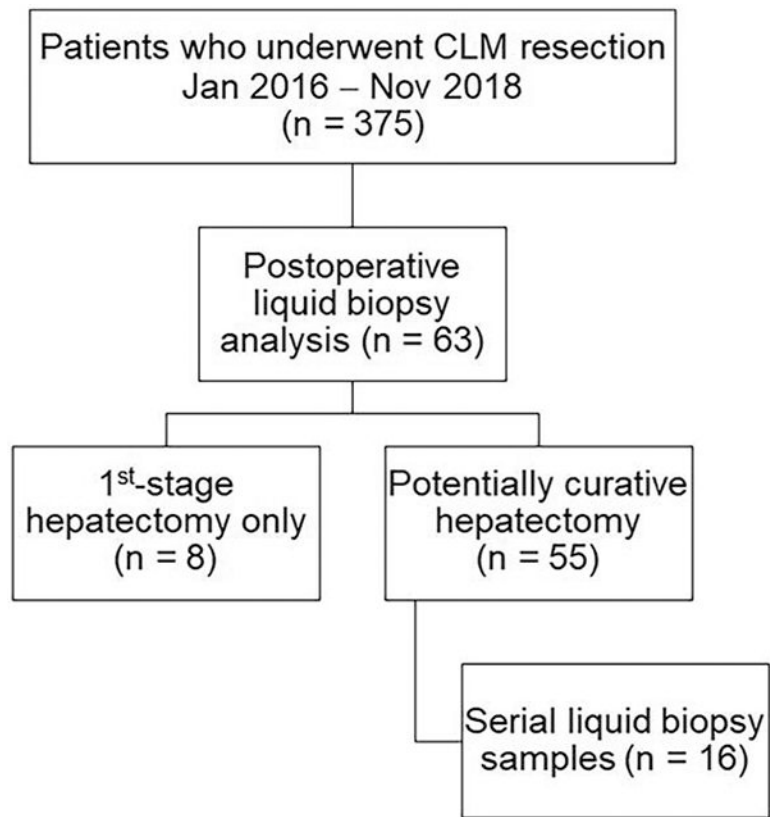 Patients who underwent CLM resection
Jan 2016 – Nov 2018
(n = 375)
Postoperative
liquid biopsy
analysis (n = 63)
1st-stage
hepatectomy only
(n = 8)
Potentially curative
hepatectomy
(n = 55)
Serial liquid biopsy
samples (n = 16)